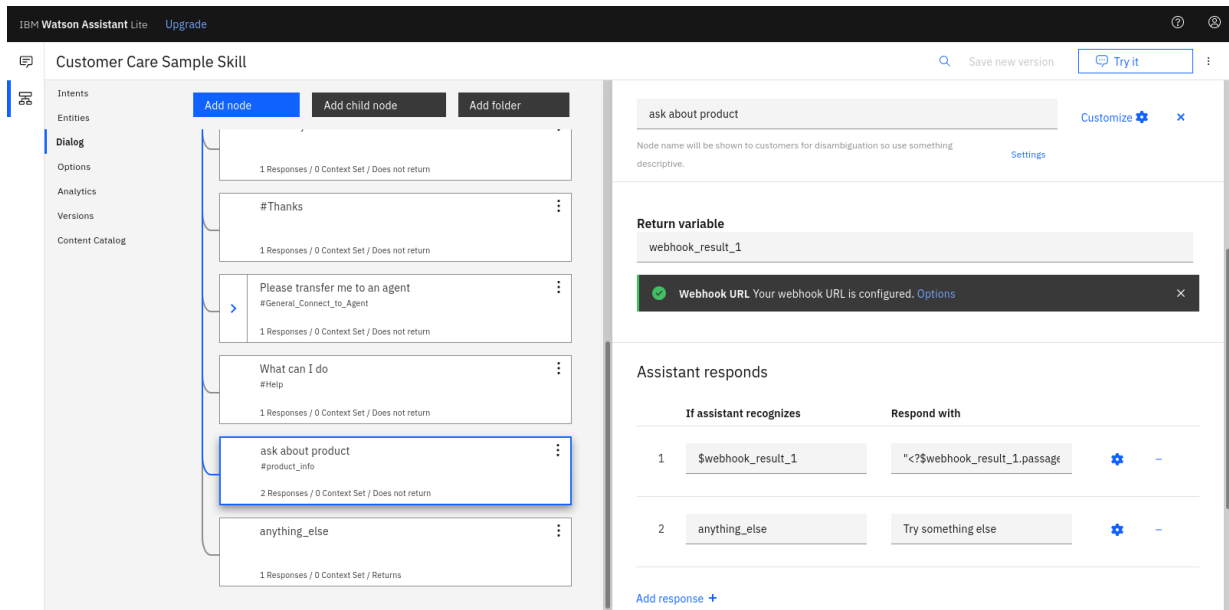 IBM Watson Assistant Lite Upgrade
Customer Care Sample Skill
Save new version
Try it
Intents
Entities
Dialog
Options
Analytics
Versions
Content Catalog
Add node
Add child node
Add folder
1 Responses / 0 Context Set / Does not return
#Thanks
1 Responses / 0 Context Set / Does not return
Please transfer me to an agent
#General_Connect_to_Agent
1 Responses / 0 Context Set / Does not return
What can I do
#Help
1 Responses / 0 Context Set / Does not return
ask about product
#product_info
2 Responses / 0 Context Set / Does not return
anything_else
1 Responses / 0 Context Set / Returns
ask about product
Customize
Node name will be shown to customers for disambiguation so use something
descriptive.
Settings
Return variable
webhook_result_1
Webhook URL Your webhook URL is configured. Options
Assistant responds
If assistant recognizes
Respond with
1
$webhook_result_1
"<?$webhook_result_1.passage
2
anything_else
Try something else
Add response +